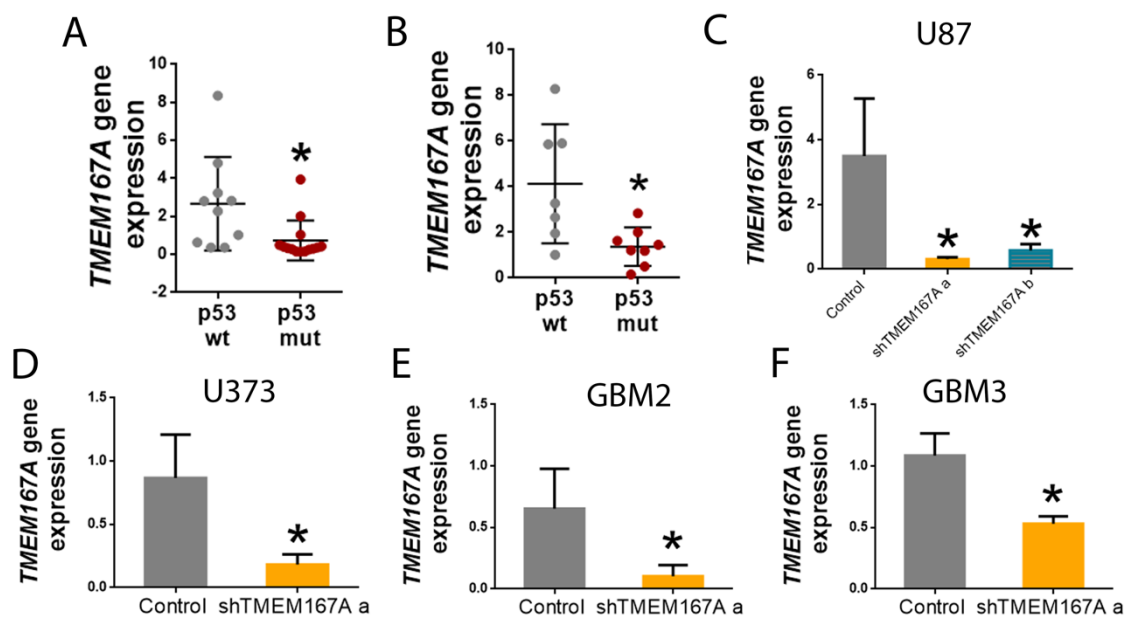 A
TMEM167A gene
expression
10
8
6
4
2
0
-2
*
p53
wt
p53
mut
B
TMEM167A gene
expression
10
8
6
4
2
0
*
p53
wt
p53
mut
C
U87
TMEM167A gene
expression
6
4
2
0
*
*
Control
shTMEM167A a
shTMEM167A b
D
U373
TMEM167A gene
expression
1.5
1.0
0.5
0.0
*
Control
shTMEM167A a
E
GBM2
TMEM167A gene
expression
1.5
1.0
0.5
0.0
*
Control
shTMEM167A a
F
GBM3
TMEM167A gene
expression
1.5
1.0
0.5
0.0
*
Control
shTMEM167A a